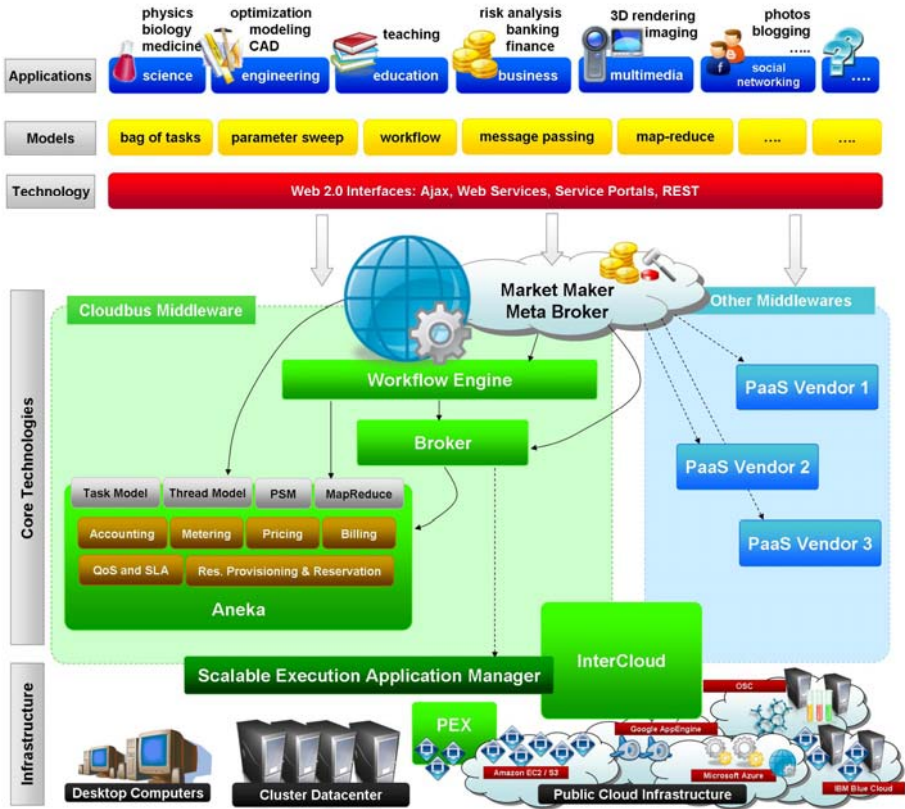 physics
biology
medicine
optimization
modeling
CAD
teaching
risk analysis
banking
finance
3D rendering
imaging
photos
blogging
.....
Applications
science
engineering
education
business
multimedia
social
networking
....
Models
bag of tasks
parameter sweep
workflow
message passing
map-reduce
....
....
Technology
Web 2.0 Interfaces: Ajax, Web Services, Service Portals, REST
Core Technologies
Cloudbus Middleware
Market Maker
Meta Broker
Other Middlewares
Workflow Engine
PaaS Vendor 1
Broker
PaaS Vendor 2
Task Model
Thread Model
PSM
MapReduce
Accounting
Metering
Pricing
Billing
PaaS Vendor 3
QoS and SLA
Res. Provisioning & Reservation
Aneka
InterCloud
Scalable Execution Application Manager
Infrastructure
OSC
PEX
Google AppEngine
Amazon EC2 / S3
Microsoft Azure
IBM Blue Cloud
Desktop Computers
Cluster Datacenter
Public Cloud Infrastructure